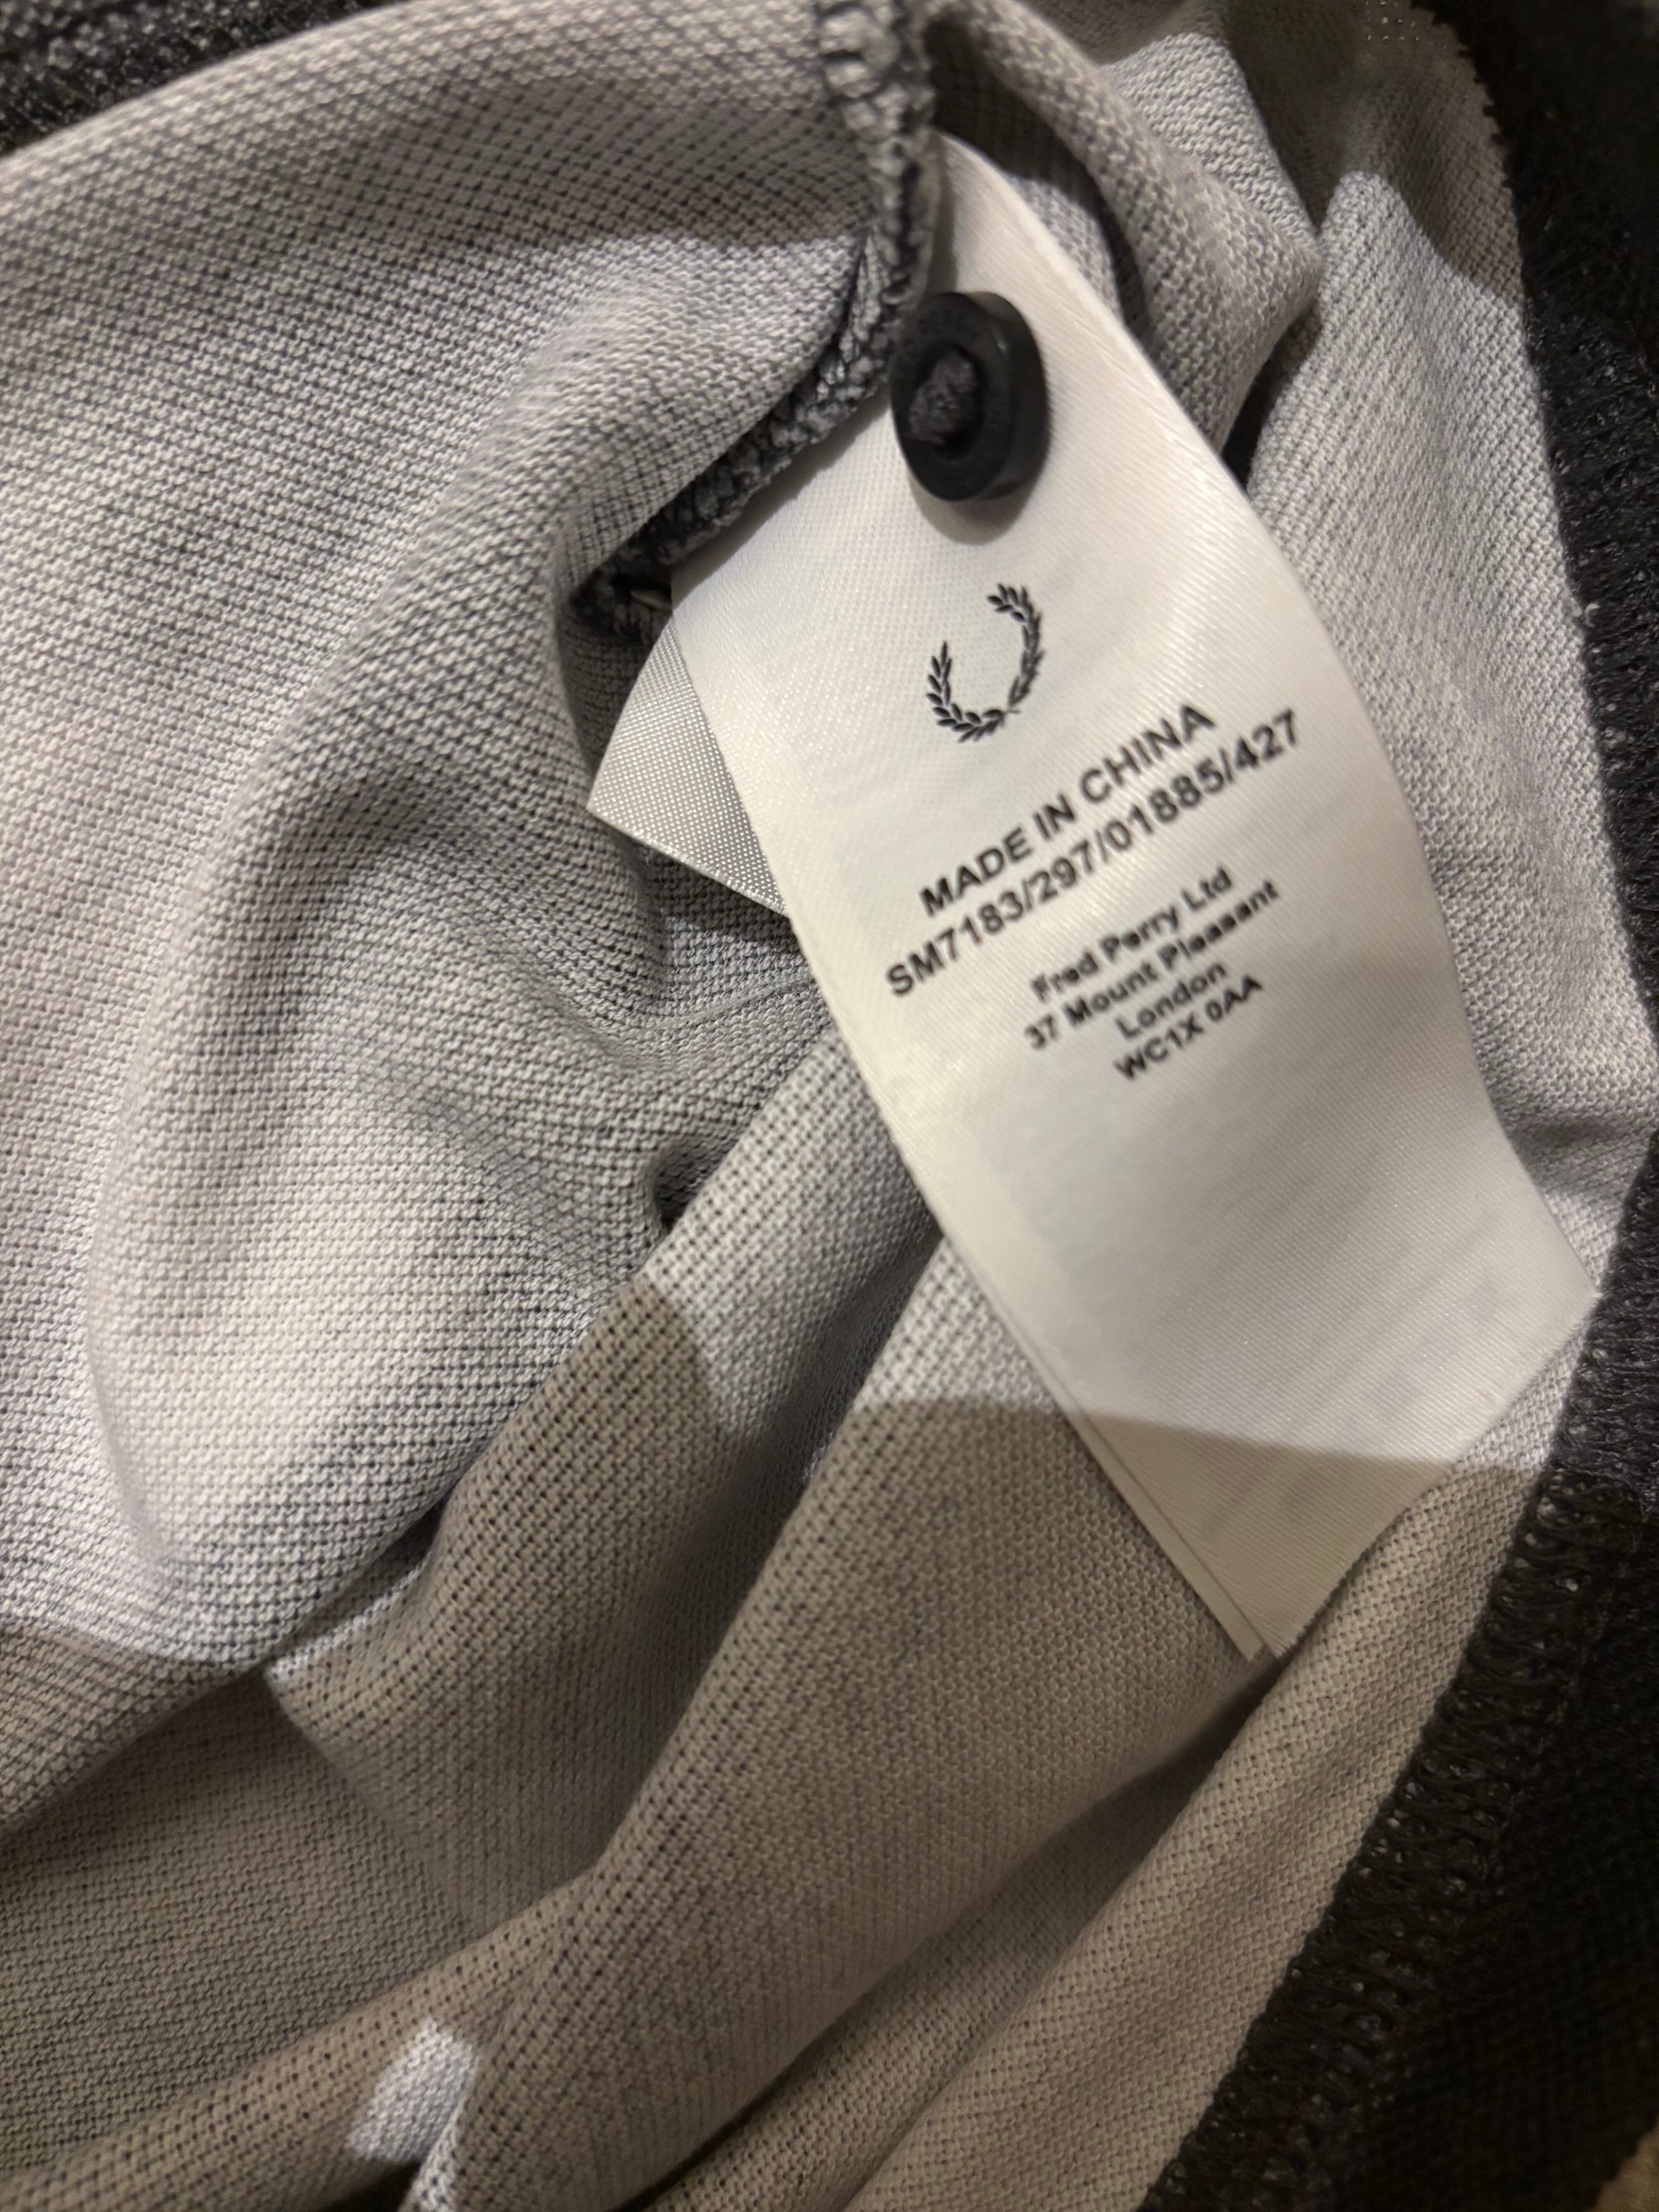 MADE IN CHINA
SM7183/297/01885/427
Fred Perry Ltd
37 Mount Pleasant
London
WC1X 0AA